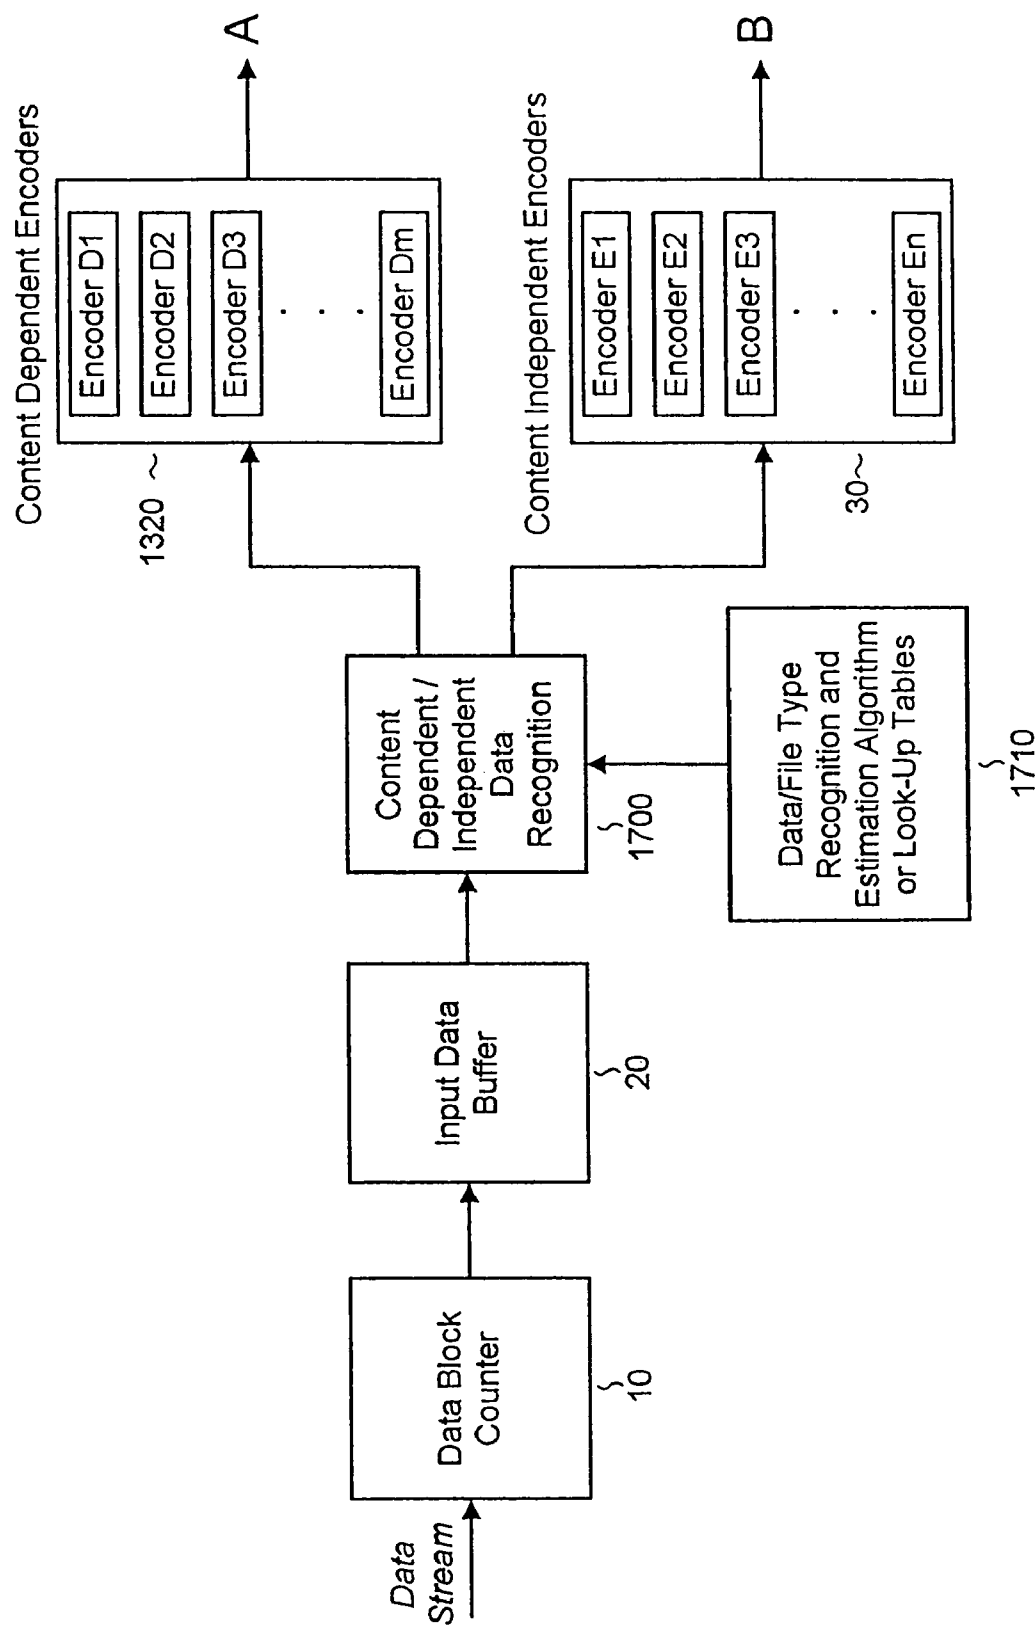 Data
Stream
Data Block
Counter
10
Input Data
Buffer
20
Content
Dependent /
Independent
Data
Recognition
1700
Data/File Type
Recognition and
Estimation Algorithm
or Look-Up Tables
1710
Content Dependent Encoders
1320
Encoder D1
Encoder D2
Encoder D3
. . .
Encoder Dm
A
Content Independent Encoders
30
Encoder E1
Encoder E2
Encoder E3
. . .
Encoder En
B